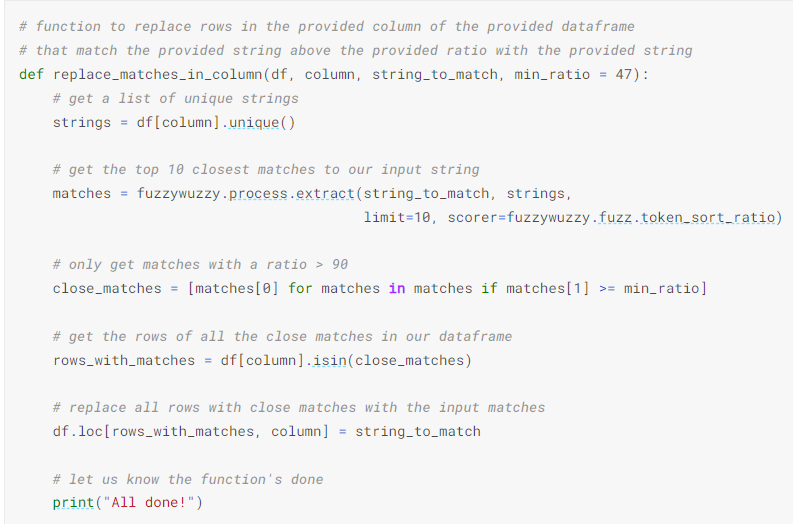 # function to replace rows in the provided column of the provided dataframe
# that match the provided string above the provided ratio with the provided string
def replace_matches_in_column(df, column, string_to_match, min_ratio = 47):
    # get a list of unique strings
    strings = df[column].unique()

    # get the top 10 closest matches to our input string
    matches = fuzzywuzzy.process.extract(string_to_match, strings,
                                         limit=10, scorer=fuzzywuzzy.fuzz.token_sort_ratio)

    # only get matches with a ratio > 90
    close_matches = [matches[0] for matches in matches if matches[1] >= min_ratio]

    # get the rows of all the close matches in our dataframe
    rows_with_matches = df[column].isin(close_matches)

    # replace all rows with close matches with the input matches
    df.loc[rows_with_matches, column] = string_to_match

    # let us know the function's done
    print("All done!")